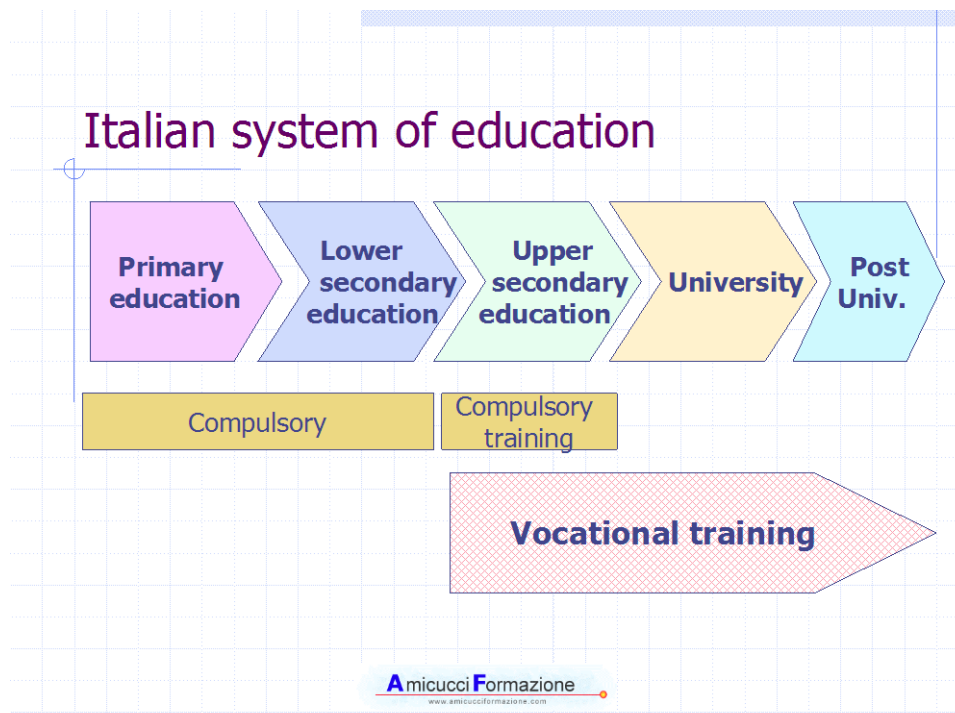 Italian system of education
Primary
education
Lower
secondary
education
Upper
secondary
education
University
Post
Univ.
Compulsory
Compulsory
training
Vocational training
Amicucci Formazione
www.amicucciformazione.com